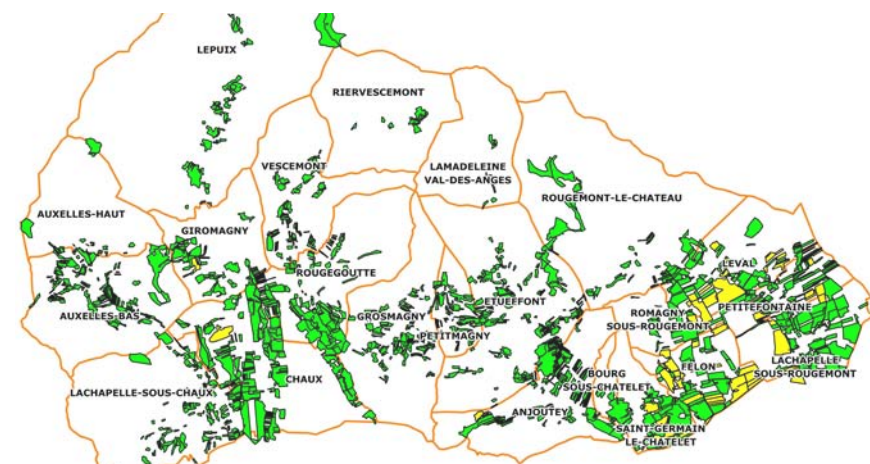 LEPUIX
RIERVESCEMONT
VESCEMONT
LAMADELEINE
VAL-DES-ANGES
ROUGEMONT-LE-CHATEAU
AUXELLES-HAUT
GIROMAGNY
LEVAL
ROUGEGOUTTE
ETUEFFONT
PETITEFONTAINE
AUXELLES-BAS
GROSMAGNY
ROMAGNY
SOUS-ROUGEMONT
PETITMAGNY
LACHAPELLE
SOUS-ROUGEMONT
FELON
BOURG
SOUS-CHATELET
CHAUX
LACHAPELLE-SOUS-CHAUX
ANJOUTEY
SAINT-GERMAIN
LE-CHATELET